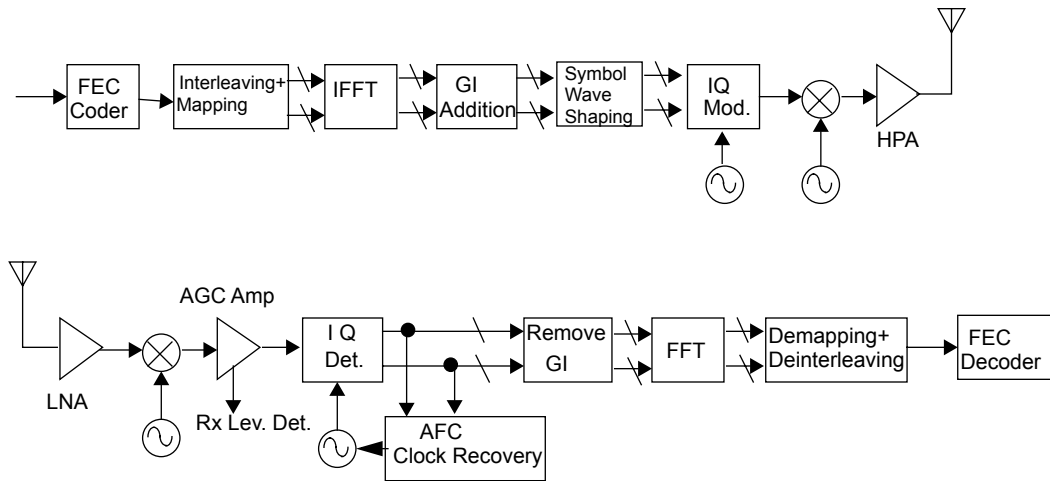 FEC
Coder
Interleaving+
Mapping
IFFT
GI
Addition
Symbol
Wave
Shaping
IQ
Mod.
HPA
AGC Amp
LNA
Rx Lev. Det.
I Q
Det.
AFC
Clock Recovery
Remove
GI
FFT
Demapping+
Deinterleaving
FEC
Decoder